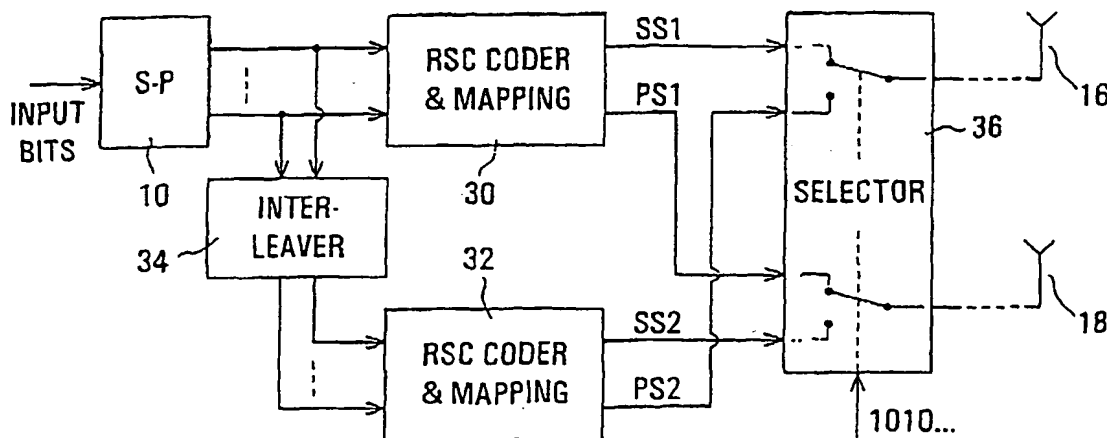 INPUT
BITS
S-P
10
RSC CODER
& MAPPING
30
SS1
PS1
16
36
SELECTOR
INTER-
LEAVER
34
32
RSC CODER
& MAPPING
SS2
PS2
18
1010...